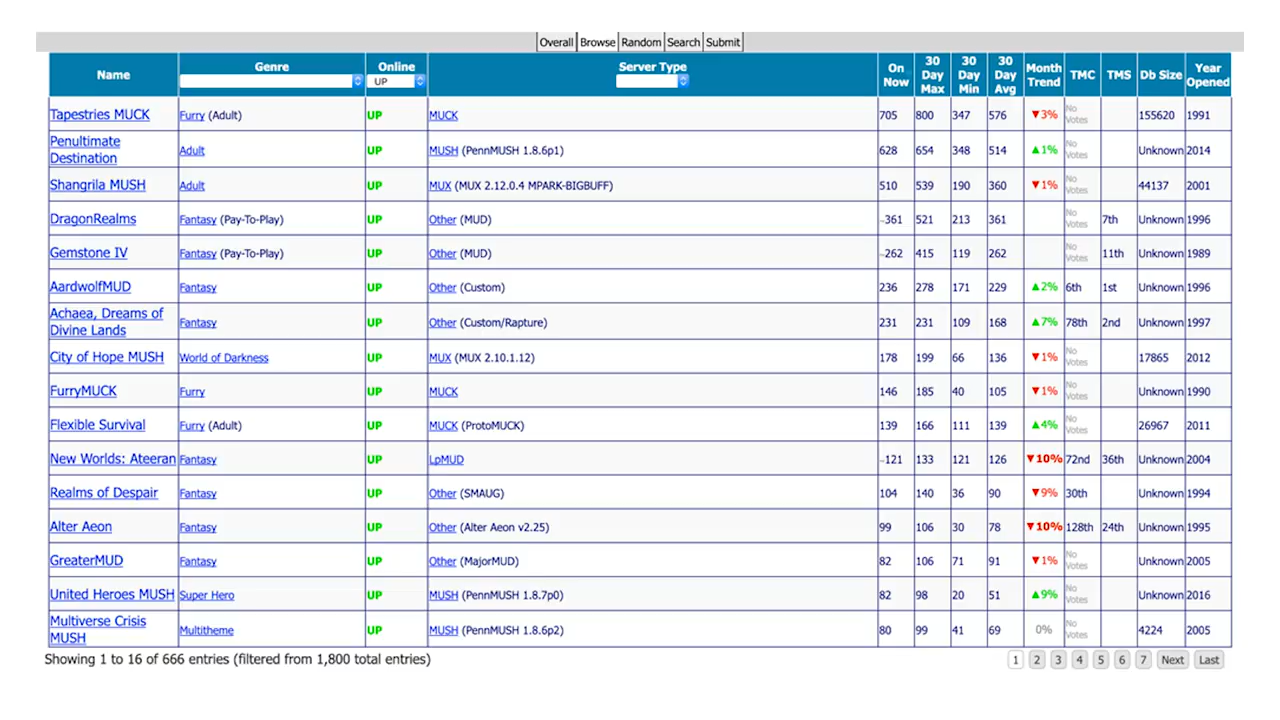 Overall Browse Random Search Submit
Name Genre Online UP Server Type On Now 30 Day Max 30 Day Min 30 Day Avg Month Trend TMC TMS Db Size Year Opened
Tapestries MUCK Furry (Adult) UP MUCK 705 800 347 576 ▼3% No Votes 155620 1991
Penultimate Destination Adult UP MUSH (PennMUSH 1.8.6p1) 628 654 348 514 ▲1% No Votes Unknown 2014
Shangrila MUSH Adult UP MUX (MUX 2.12.0.4 MPARK-BIGBUFF) 510 539 190 360 ▼1% No Votes 44137 2001
DragonRealms Fantasy (Pay-To-Play) UP Other (MUD) ~361 521 213 361 No Votes 7th Unknown 1996
Gemstone IV Fantasy (Pay-To-Play) UP Other (MUD) ~262 415 119 262 No Votes 11th Unknown 1989
AardwolfMUD Fantasy UP Other (Custom) 236 278 171 229 ▲2% 6th 1st Unknown 1996
Achaea, Dreams of Divine Lands Fantasy UP Other (Custom/Rapture) 231 231 109 168 ▲7% 78th 2nd Unknown 1997
City of Hope MUSH World of Darkness UP MUX (MUX 2.10.1.12) 178 199 66 136 ▼1% No Votes 17865 2012
FurryMUCK Furry UP MUCK 146 185 40 105 ▼1% No Votes Unknown 1990
Flexible Survival Furry (Adult) UP MUCK (ProtoMUCK) 139 166 111 139 ▲4% No Votes 26967 2011
New Worlds: Ateeran Fantasy UP LpMUD ~121 133 121 126 ▼10% 72nd 36th Unknown 2004
Realms of Despair Fantasy UP Other (SMAUG) 104 140 36 90 ▼9% 30th Unknown 1994
Alter Aeon Fantasy UP Other (Alter Aeon v2.25) 99 106 30 78 ▼10% 128th 24th Unknown 1995
GreaterMUD Fantasy UP Other (MajorMUD) 82 106 71 91 ▼1% No Votes Unknown 2005
United Heroes MUSH Super Hero UP MUSH (PennMUSH 1.8.7p0) 82 98 20 51 ▲9% No Votes Unknown 2016
Multiverse Crisis MUSH Multitheme UP MUSH (PennMUSH 1.8.6p2) 80 99 41 69 0% No Votes 4224 2005
Showing 1 to 16 of 666 entries (filtered from 1,800 total entries) 1 2 3 4 5 6 7 Next Last